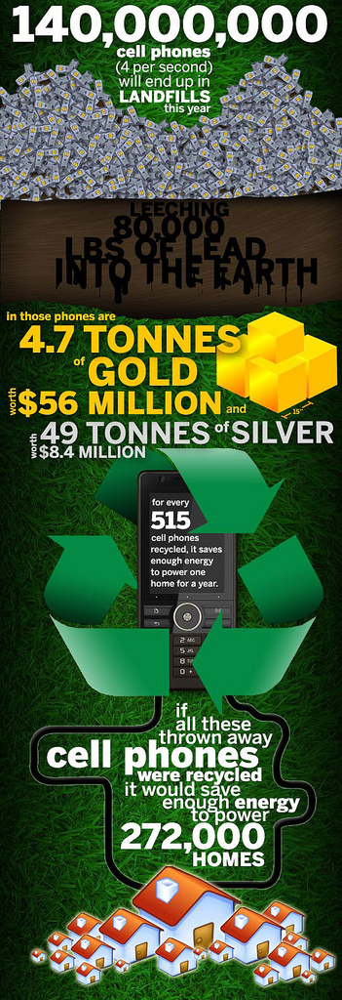 140,000,000
cell phones
(4 per second)
will end up in
LANDFILLS
this year
LEECHING
80,000
LBS OF LEAD
INTO THE EARTH
in those phones are
4.7 TONNES
of GOLD
worth $56 MILLION and
15"
49 TONNES of SILVER
worth $8.4 MILLION
for every
515
cell phones
recycled, it saves
enough energy
to power one
home for a year.
2 ABC
5 JKL
8 TUV
0 +
if
all these
thrown away
cell phones
were recycled
it would save
enough energy
to power
272,000
HOMES